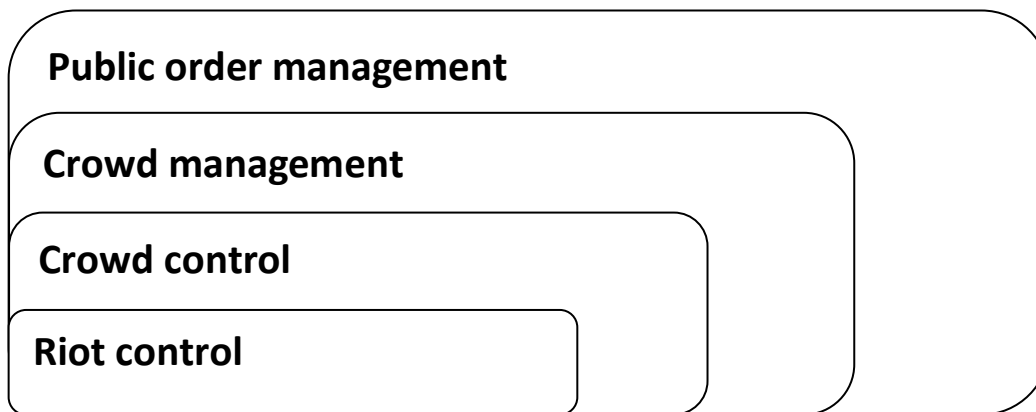 Public order management
Crowd management
Crowd control
Riot control